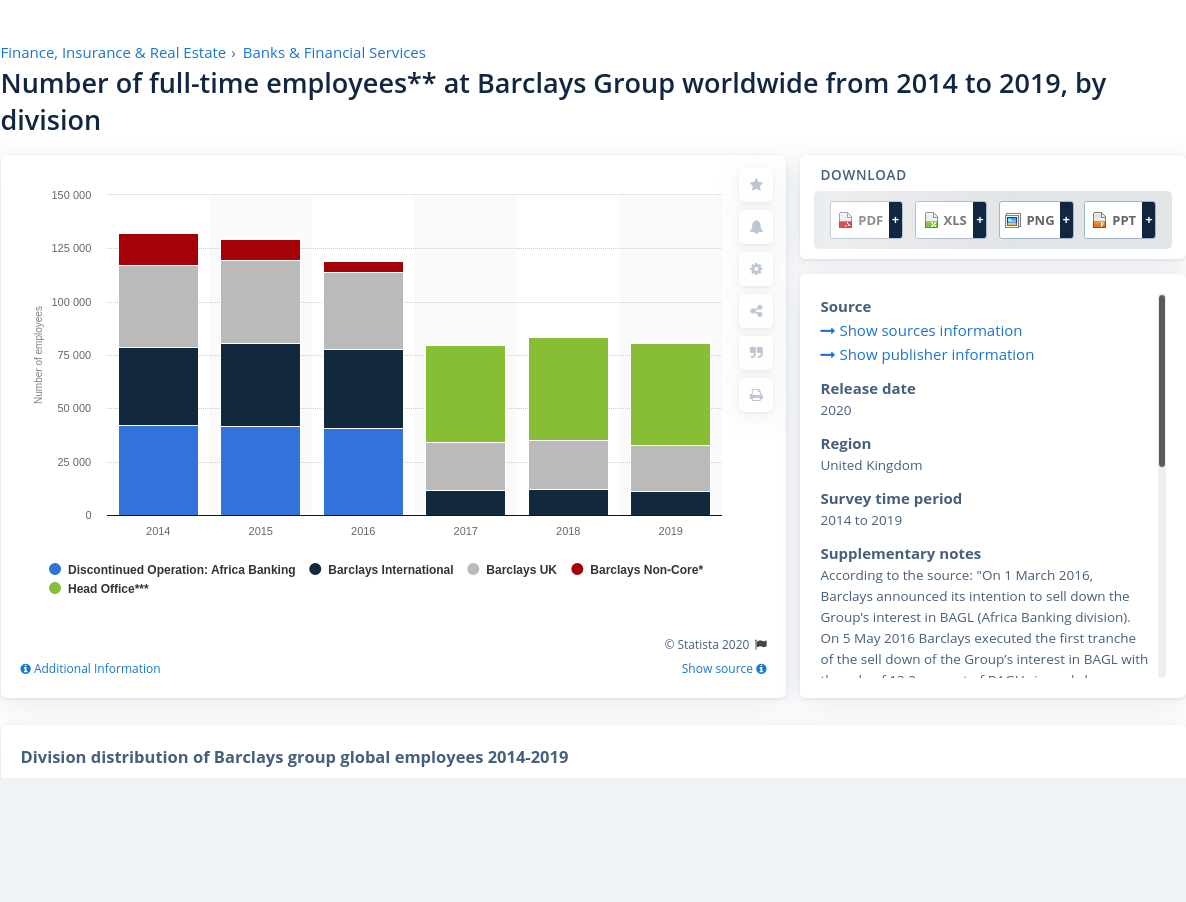 Finance, Insurance & Real Estate › Banks & Financial Services
Number of full-time employees** at Barclays Group worldwide from 2014 to 2019, by
division
150 000
125 000
100 000
75 000
50 000
25 000
0
Number of employees
2014 2015 2016 2017 2018 2019
Discontinued Operation: Africa Banking Barclays International Barclays UK Barclays Non-Core*
Head Office***
© Statista 2020
Additional Information Show source
DOWNLOAD
PDF + XLS + PNG + PPT +
Source
Show sources information
Show publisher information
Release date
2020
Region
United Kingdom
Survey time period
2014 to 2019
Supplementary notes
According to the source: "On 1 March 2016,
Barclays announced its intention to sell down the
Group’s interest in BAGL (Africa Banking division).
On 5 May 2016 Barclays executed the first tranche
of the sell down of the Group’s interest in BAGL with
Division distribution of Barclays group global employees 2014-2019